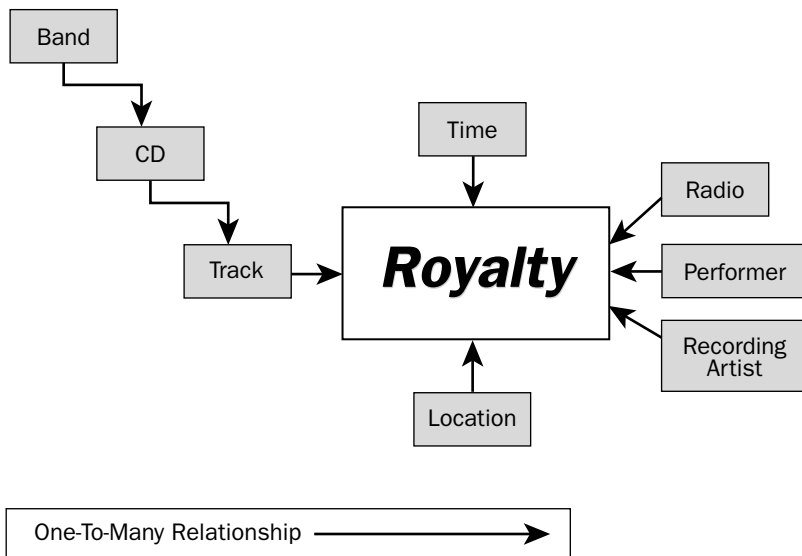 Band
CD
Time
Radio
Track
Royalty
Performer
Recording
Artist
Location
One-To-Many Relationship